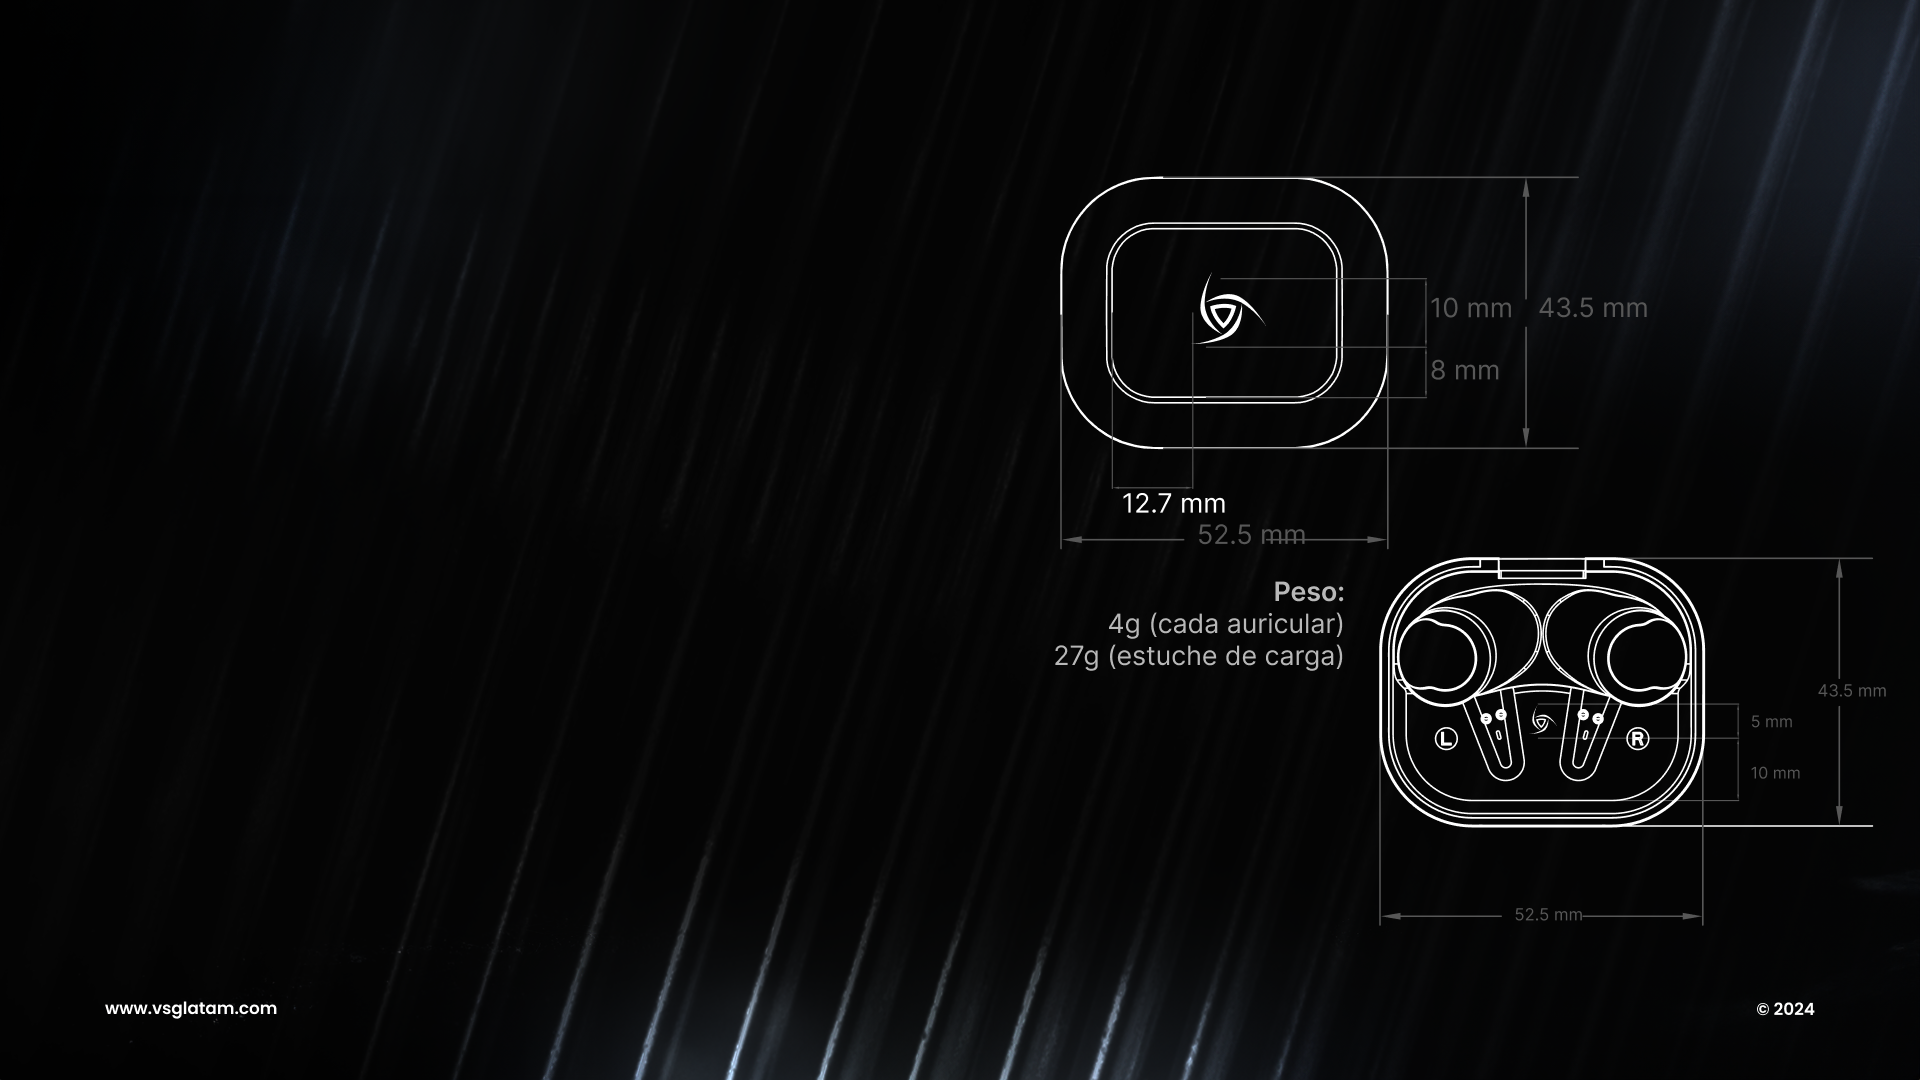 10 mm
43.5 mm
8 mm
12.7 mm
52.5 mm
Peso:
4g (cada auricular)
27g (estuche de carga)
43.5 mm
5 mm
L
R
10 mm
52.5 mm
www.vsglatam.com
© 2024